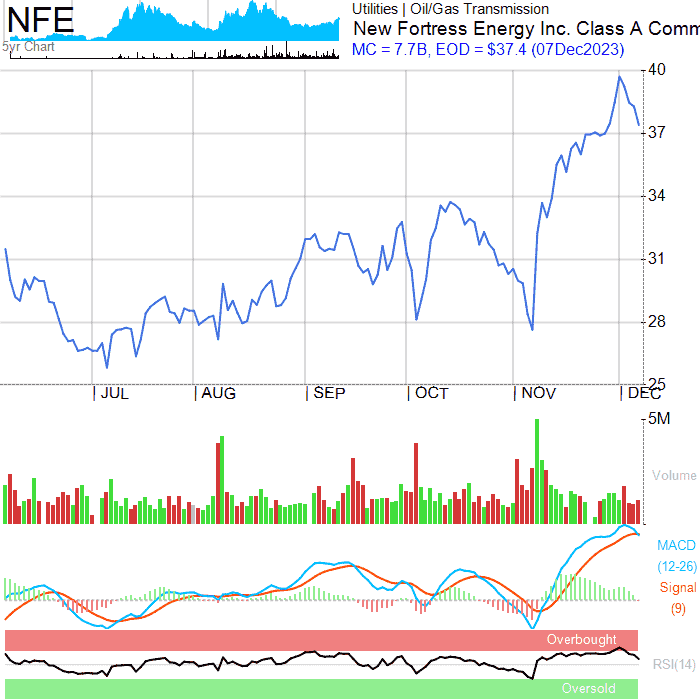 NFE
5yr Chart
Utilities | Oil/Gas Transmission
New Fortress Energy Inc. Class A Comm
MC = 7.7B, EOD = $37.4 (07Dec2023)
40
37
34
31
28
25
JUL AUG SEP OCT NOV DEC
5M
Volume
MACD
(12-26)
Signal
(9)
Overbought
RSI(14)
Oversold